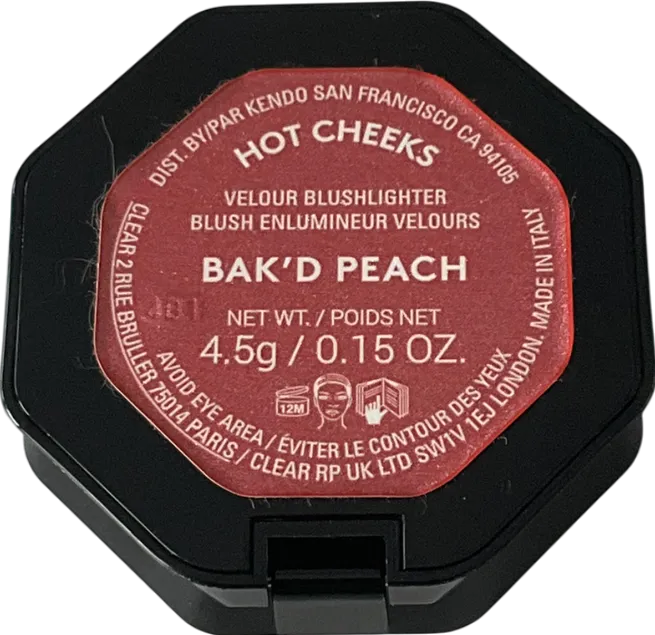 DIST. BY/PAR KENDO SAN FRANCISCO CA 94105
HOT CHEEKS
VELOUR BLUSHLIGHTER
BLUSH ENLUMINEUR VELOURS
BAK'D PEACH
NET WT. / POIDS NET
4.5g / 0.15 OZ.
12M
AVOID EYE AREA / ÉVITER LE CONTOUR DES YEUX
CLEAR 2 RUE BRULLER 75014 PARIS / CLEAR RP UK LTD SW1V 1EJ LONDON. MADE IN ITALY